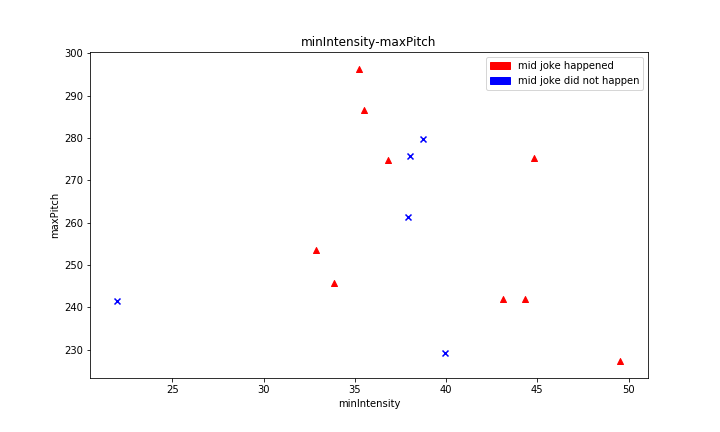 minIntensity-maxPitch
mid joke happened
mid joke did not happen
300
290
280
270
260
250
240
230
maxPitch
25
30
35
40
45
50
minIntensity